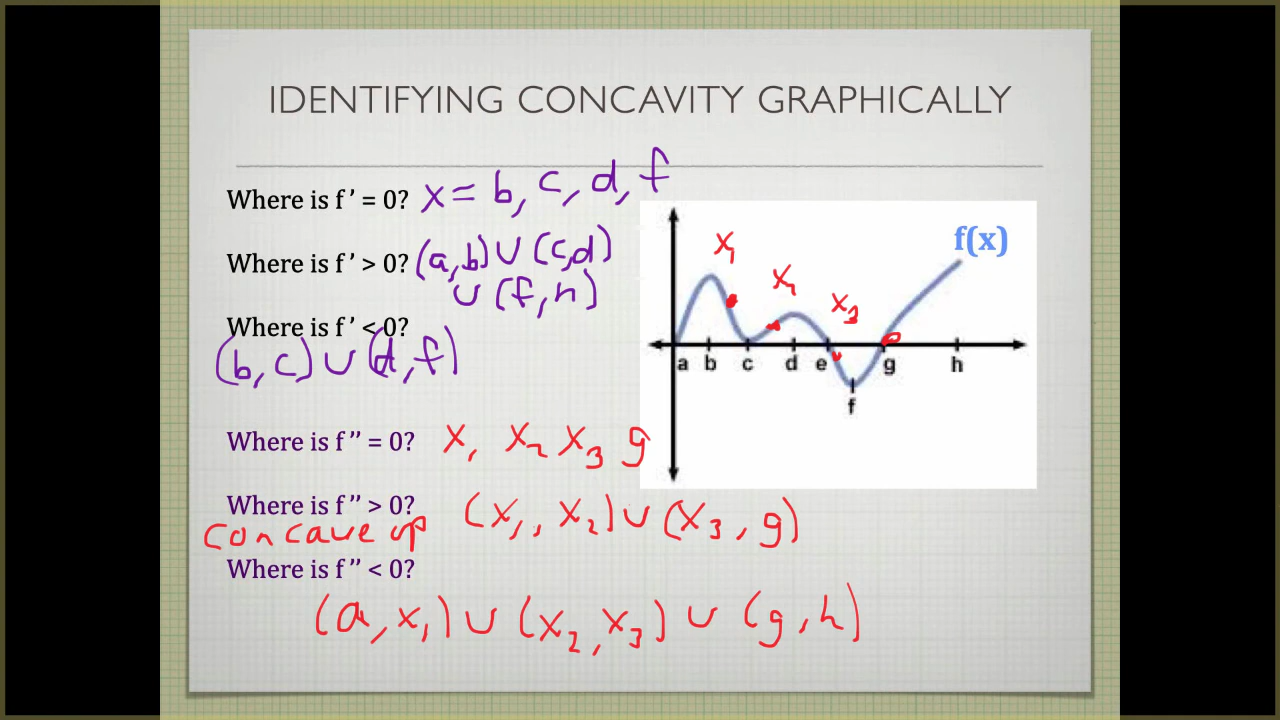 IDENTIFYING CONCAVITY GRAPHICALLY
Where is f ’ = 0? x = b, c, d, f
Where is f ’ > 0? (a, b) ∪ (c, d)
∪ (f, h)
Where is f ’ < 0?
(b, c) ∪ (d, f)
Where is f ’’ = 0? x₁ x₂ x₃ g
Where is f ’’ > 0? (x₁, x₂) ∪ (x₃, g)
concave up
Where is f ’’ < 0?
(a, x₁) ∪ (x₂, x₃) ∪ (g, h)
f(x)
x₁
x₂
x₃
a b c d e g h
f